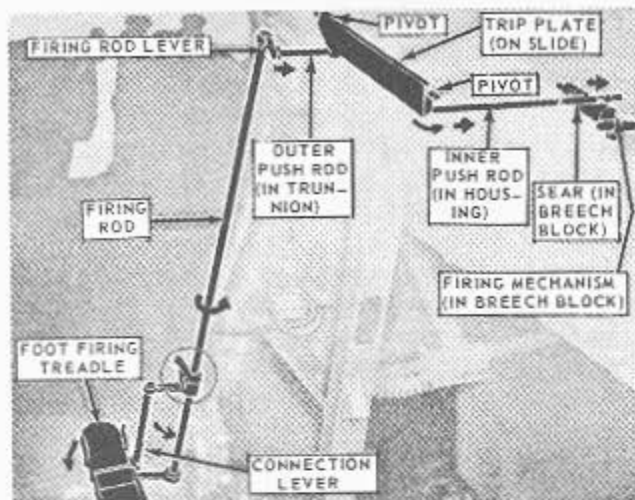 PIVOT
TRIP PLATE
(ON SLIDE)
FIRING ROD LEVER
PIVOT
OUTER
PUSH ROD
(IN TRUN-
NION)
INNER
PUSH ROD
(IN HOUS-
ING)
SEAR (IN
BREECH
BLOCK)
FIRING
ROD
FIRING MECHANISM
(IN BREECH BLOCK)
FOOT FIRING
TREADLE
CONNECTION
LEVER